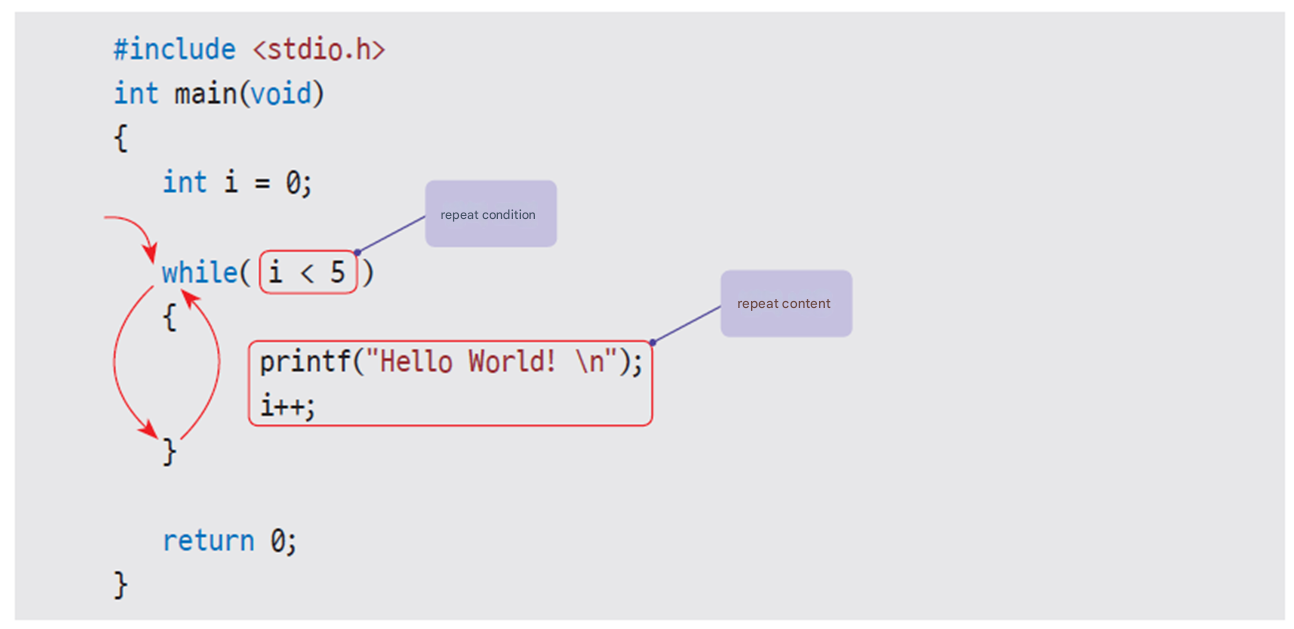 #include <stdio.h>
int main(void)
{
int i = 0;
repeat condition
while( i < 5 )
repeat content
{
printf("Hello World! \n");
i++;
}
return 0;
}